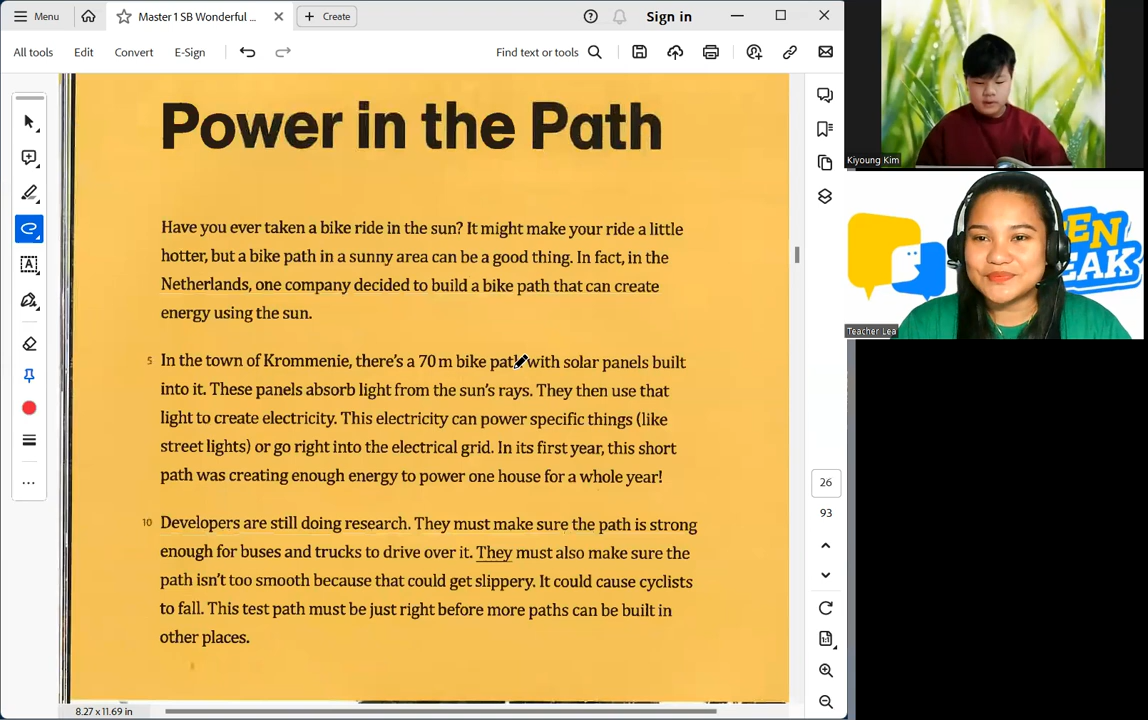 Menu
Master 1 SB Wonderful ...
Create
Sign in
All tools
Edit
Convert
E-Sign
Find text or tools
Power in the Path
Have you ever taken a bike ride in the sun? It might make your ride a little
hotter, but a bike path in a sunny area can be a good thing. In fact, in the
Netherlands, one company decided to build a bike path that can create
energy using the sun.
5 In the town of Krommenie, there's a 70 m bike path with solar panels built
into it. These panels absorb light from the sun's rays. They then use that
light to create electricity. This electricity can power specific things (like
street lights) or go right into the electrical grid. In its first year, this short
path was creating enough energy to power one house for a whole year!
10 Developers are still doing research. They must make sure the path is strong
enough for buses and trucks to drive over it. They must also make sure the
path isn't too smooth because that could get slippery. It could cause cyclists
to fall. This test path must be just right before more paths can be built in
other places.
26
93
1:1
8.27 x 11.69 in
Kiyoung Kim
EN
EAK
Teacher Lea